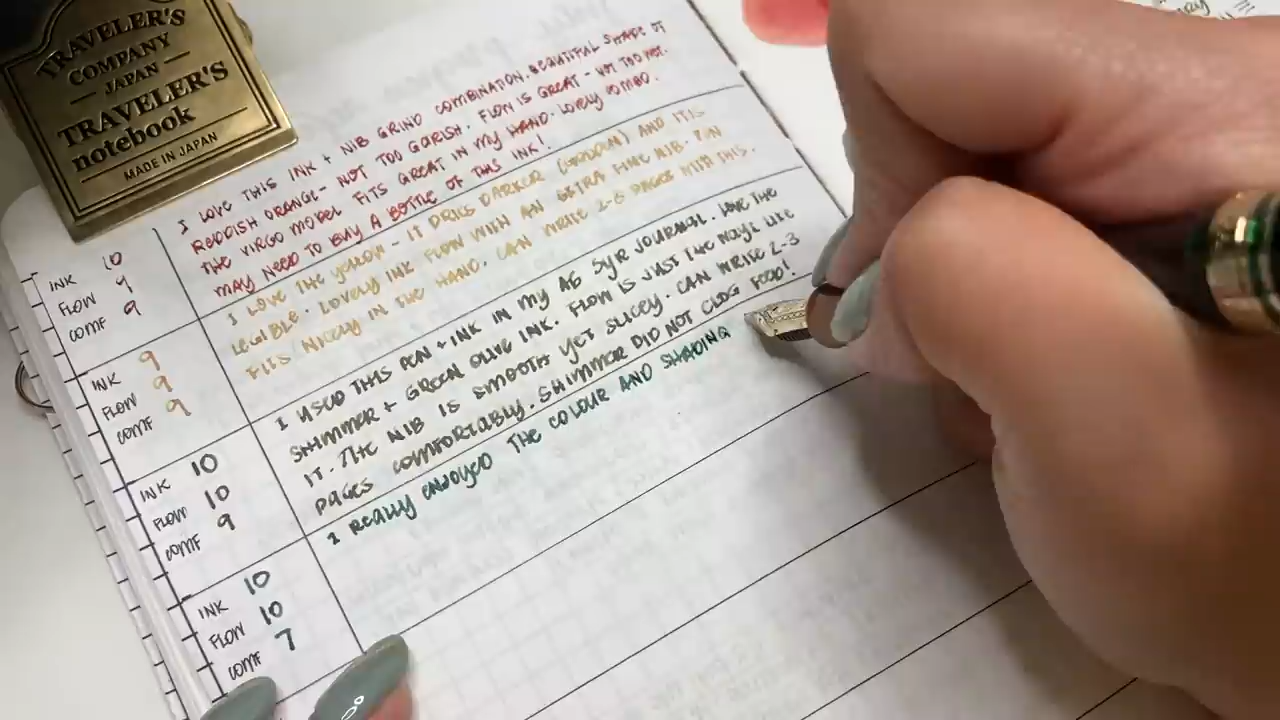 TRAVELER'S
COMPANY
JAPAN
TRAVELER'S
notebook
MADE IN JAPAN
INK 10
FLOW 9
COMF 9
I LOVE THIS INK + NIB GRIND COMBINATION. BEAUTIFUL SHADE OF
REDDISH ORANGE - NOT TOO GARISH. FLOW IS GREAT - NOT TOO WET.
THE VIRGO MODEL FITS GREAT IN MY HAND. LOVELY COMBO.
MAY NEED TO BUY A BOTTLE OF THIS INK!
INK 9
FLOW 9
COMF 9
I LOVE THE YELLOW - IT DRIES DARKER (GOLDEN) AND IT IS
LEGIBLE. LOVELY INK FLOW WITH AN EXTRA FINE NIB. PEN
FITS NICELY IN THE HAND. CAN WRITE PAGES WITH THIS.
INK 10
FLOW 10
COMF 9
I USED THIS PEN + INK IN MY A6 5YR JOURNAL. LOVE THE
SHIMMER + GREEN OLIVE INK. FLOW IS JUST THE WAY I LIKE
IT. THE NIB IS SMOOTH YET SLICEY. CAN WRITE 2-3
PAGES COMFORTABLY. SHIMMER DID NOT CLOG FEED!
INK 10
FLOW 10
COMF 7
I REALLY ENJOYED THE COLOUR AND SHADING